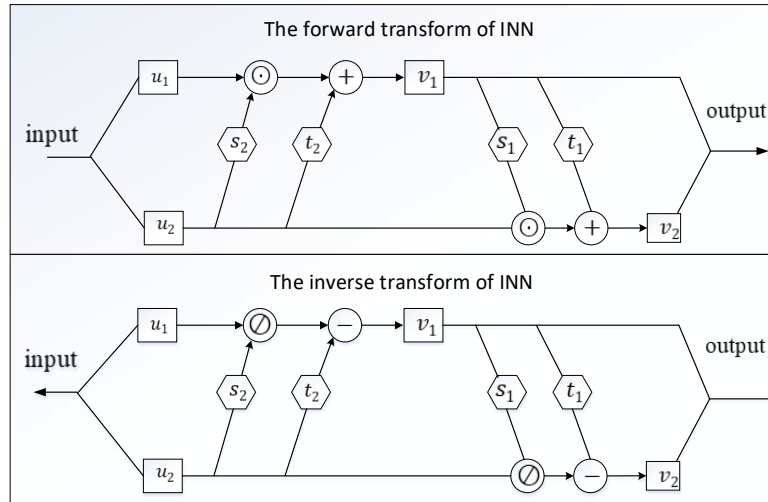 The forward transform of INN
u₁ ⊙ + v₁
input s₂ t₂ s₁ t₁ output
u₂ ⊙ + v₂
The inverse transform of INN
u₁ ⊘ − v₁
input s₂ t₂ s₁ t₁ output
u₂ ⊘ − v₂